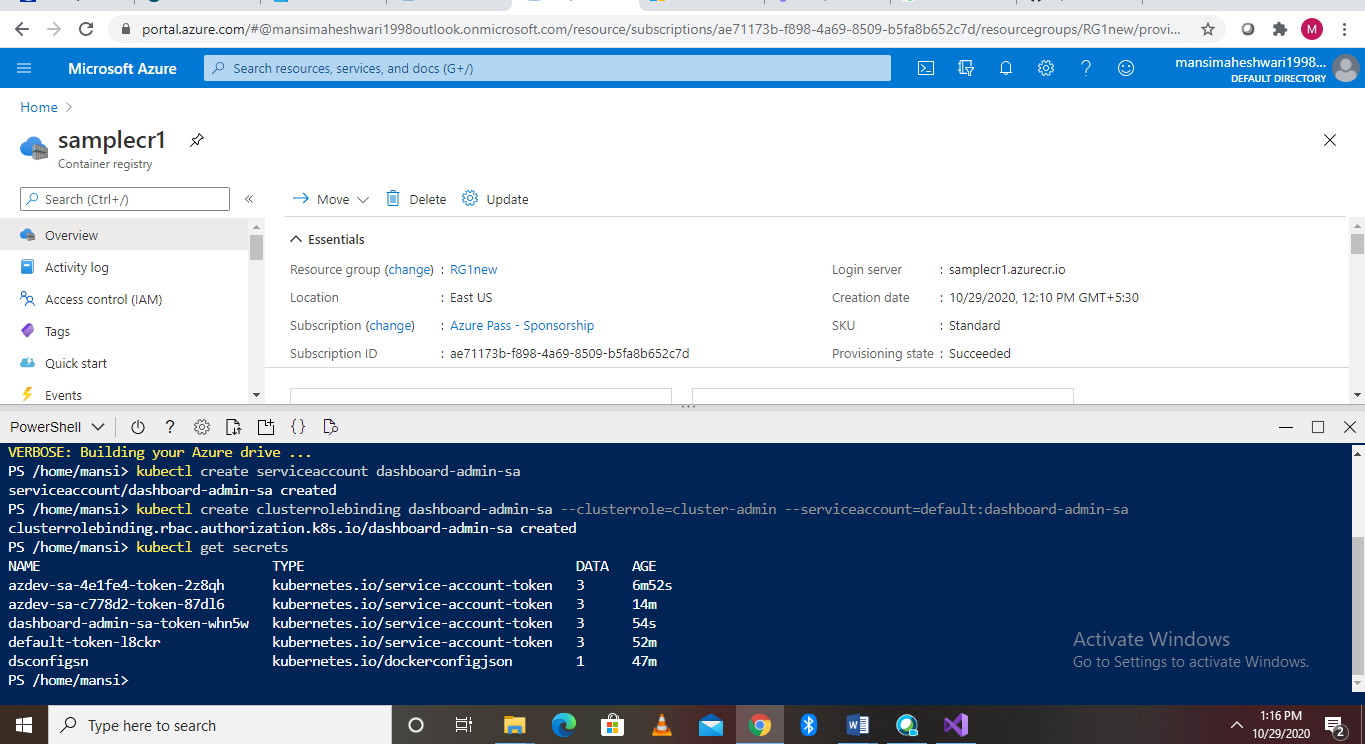 portal.azure.com/#@mansimaheshwari1998outlook.onmicrosoft.com/resource/subscriptions/ae71173b-f898-4a69-8509-b5fa8b652c7d/resourcegroups/RG1new/provi...
M
Microsoft Azure
Search resources, services, and docs (G+/)
mansimaheshwari1998...
DEFAULT DIRECTORY
Home
samplecr1
Container registry
Search (Ctrl+/)
Move
Delete
Update
Overview
Activity log
Access control (IAM)
Tags
Quick start
Events
Essentials
Resource group (change) : RG1new
Location : East US
Subscription (change) : Azure Pass - Sponsorship
Subscription ID : ae71173b-f898-4a69-8509-b5fa8b652c7d
Login server : samplecr1.azurecr.io
Creation date : 10/29/2020, 12:10 PM GMT+5:30
SKU : Standard
Provisioning state : Succeeded
PowerShell
VERBOSE: Building your Azure drive ...
PS /home/mansi> kubectl create serviceaccount dashboard-admin-sa
serviceaccount/dashboard-admin-sa created
PS /home/mansi> kubectl create clusterrolebinding dashboard-admin-sa --clusterrole=cluster-admin --serviceaccount=default:dashboard-admin-sa
clusterrolebinding.rbac.authorization.k8s.io/dashboard-admin-sa created
PS /home/mansi> kubectl get secrets
NAME TYPE DATA AGE
azdev-sa-4e1fe4-token-2z8qh kubernetes.io/service-account-token 3 6m52s
azdev-sa-c778d2-token-87dl6 kubernetes.io/service-account-token 3 14m
dashboard-admin-sa-token-whn5w kubernetes.io/service-account-token 3 54s
default-token-l8ckr kubernetes.io/service-account-token 3 52m
dsconfigsn kubernetes.io/dockerconfigjson 1 47m
PS /home/mansi>
Activate Windows
Go to Settings to activate Windows.
Type here to search
1:16 PM
10/29/2020
2